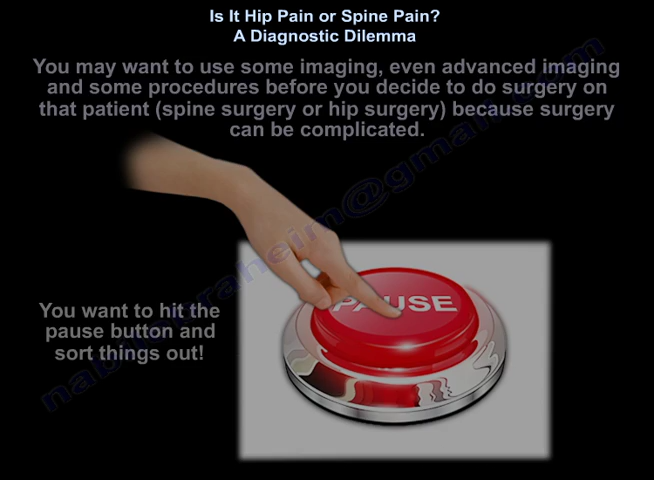 Is It Hip Pain or Spine Pain?
A Diagnostic Dilemma
You may want to use some imaging, even advanced imaging
and some procedures before you decide to do surgery on
that patient (spine surgery or hip surgery) because surgery
can be complicated.
PAUSE
You want to hit the
pause button and
sort things out!